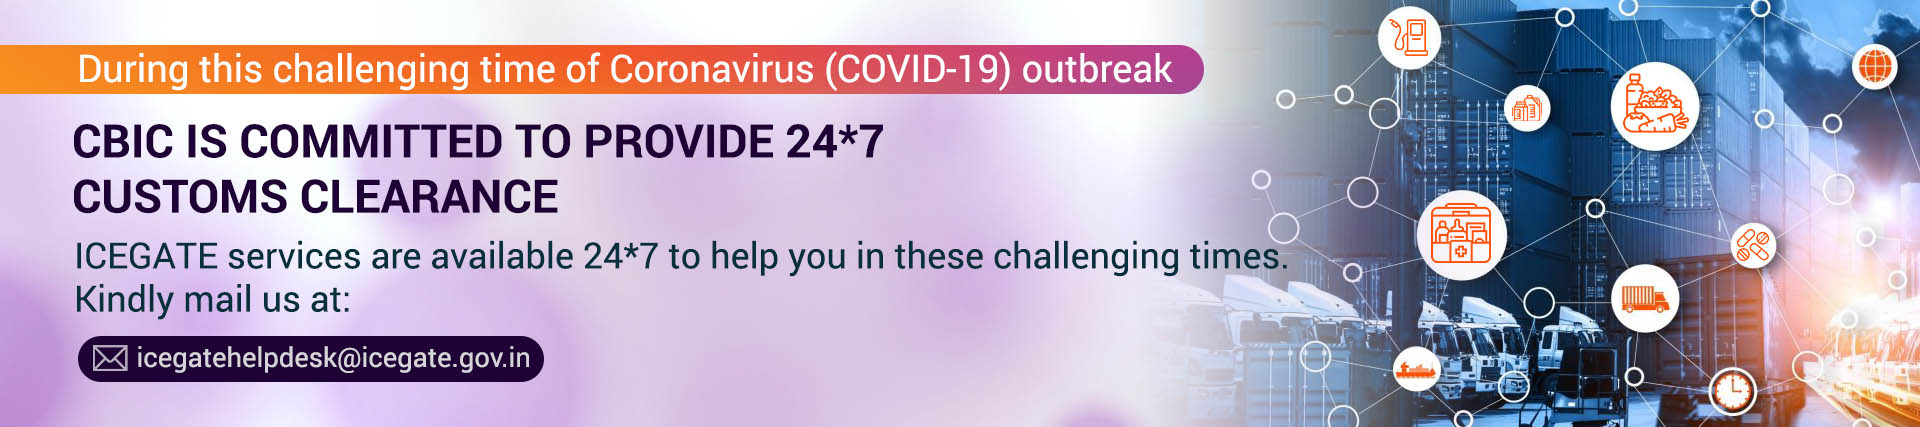 During this challenging time of Coronavirus (COVID-19) outbreak
CBIC IS COMMITTED TO PROVIDE 24*7
CUSTOMS CLEARANCE
ICEGATE services are available 24*7 to help you in these challenging times.
Kindly mail us at:
icegatehelpdesk@icegate.gov.in